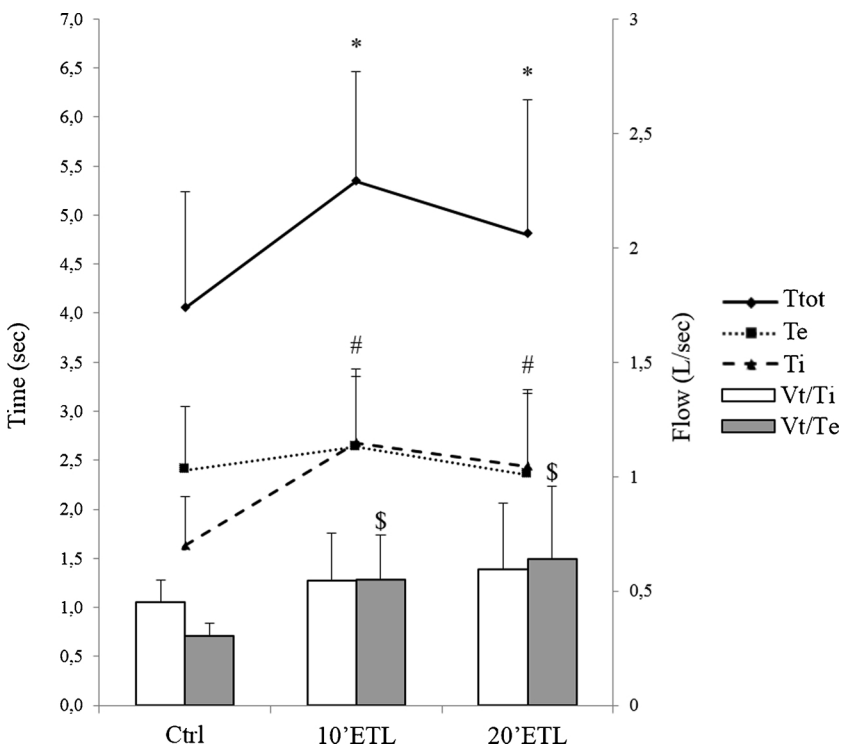 7,0
6,5
6,0
5,5
5,0
4,5
4,0
3,5
3,0
2,5
2,0
1,5
1,0
0,5
0,0
Time (sec)
3
2,5
2
1,5
1
0,5
0
Flow (L/sec)
*
*
#
#
$
$
Ctrl
10’ETL
20’ETL
Ttot
Te
Ti
Vt/Ti
Vt/Te